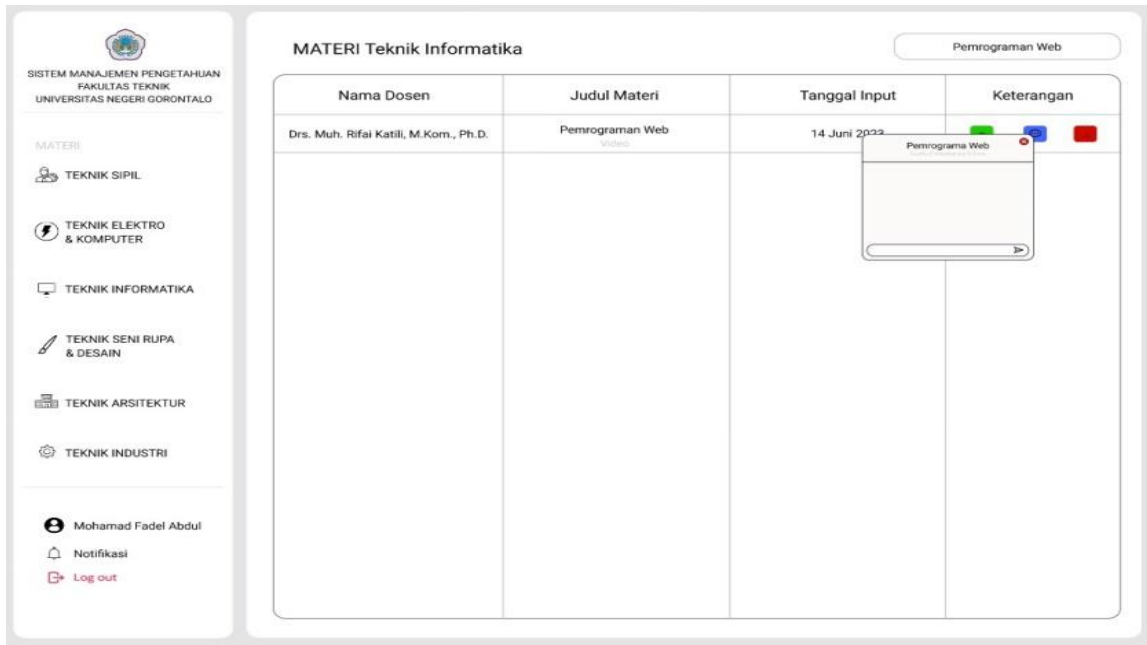 SISTEM MANAJEMEN PENGETAHUAN
FAKULTAS TEKNIK
UNIVERSITAS NEGERI GORONTALO
MATERI
TEKNIK SIPIL
TEKNIK ELEKTRO
& KOMPUTER
TEKNIK INFORMATIKA
TEKNIK SENI RUPA
& DESAIN
TEKNIK ARSITEKTUR
TEKNIK INDUSTRI
Mohamad Fadel Abdul
Notifikasi
Log out
MATERI Teknik Informatika
Pemrograman Web
Nama Dosen
Judul Materi
Tanggal Input
Keterangan
Drs. Muh. Rifai Katili, M.Kom., Ph.D.
Pemrograman Web
Video
14 Juni 2023
Pemrograma Web